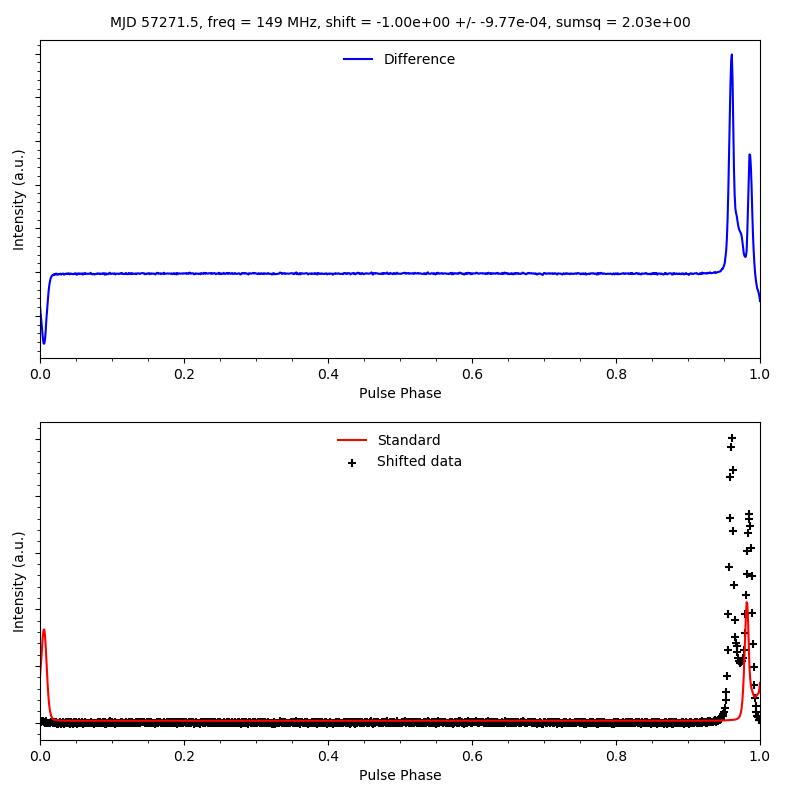 MJD 57271.5, freq = 149 MHz, shift = -1.00e+00 +/- -9.77e-04, sumsq = 2.03e+00
Difference
Intensity (a.u.)
0.0 0.2 0.4 0.6 0.8 1.0
Pulse Phase
Standard
Shifted data
Intensity (a.u.)
0.0 0.2 0.4 0.6 0.8 1.0
Pulse Phase